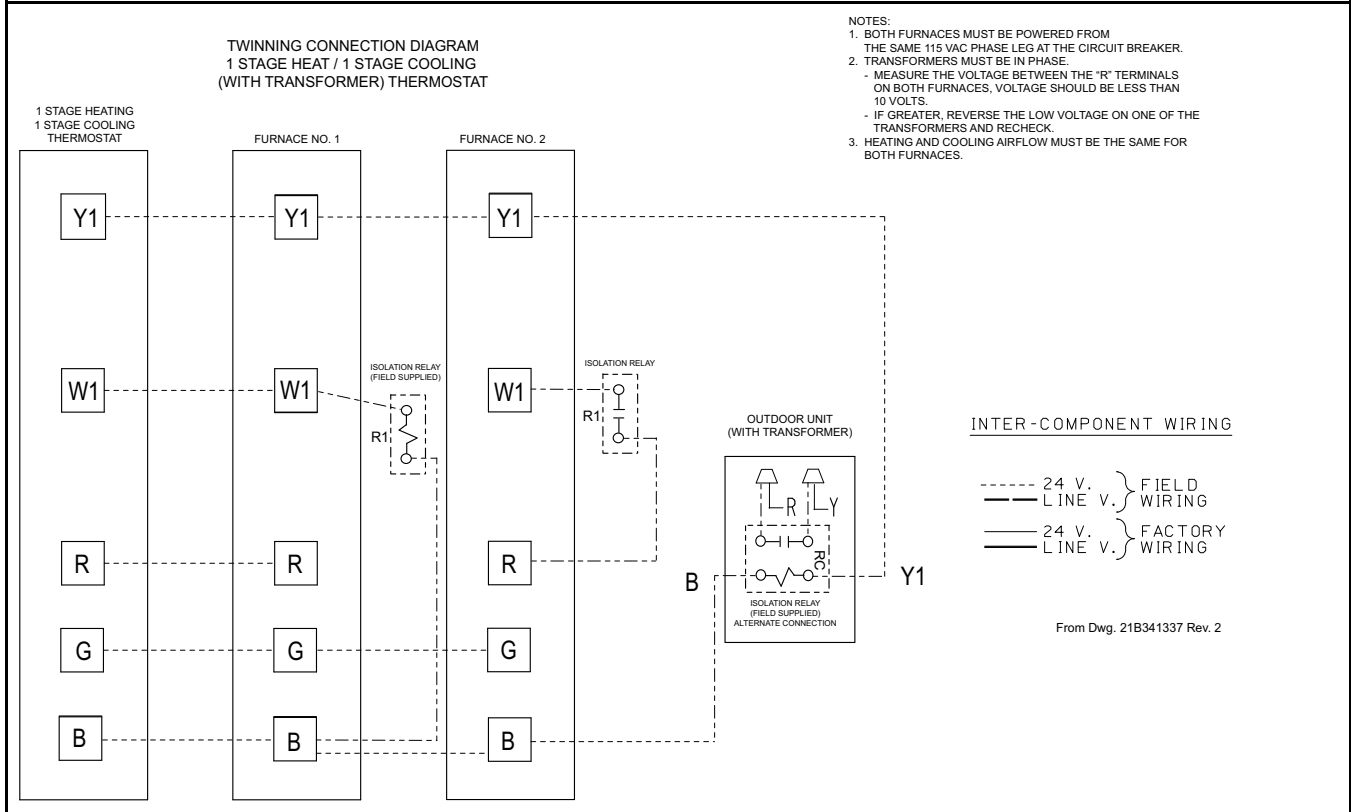 TWINNING CONNECTION DIAGRAM
1 STAGE HEAT / 1 STAGE COOLING
(WITH TRANSFORMER) THERMOSTAT
NOTES:
1. BOTH FURNACES MUST BE POWERED FROM
THE SAME 115 VAC PHASE LEG AT THE CIRCUIT BREAKER.
2. TRANSFORMERS MUST BE IN PHASE.
- MEASURE THE VOLTAGE BETWEEN THE “R” TERMINALS
ON BOTH FURNACES, VOLTAGE SHOULD BE LESS THAN
10 VOLTS.
- IF GREATER, REVERSE THE LOW VOLTAGE ON ONE OF THE
TRANSFORMERS AND RECHECK.
3. HEATING AND COOLING AIRFLOW MUST BE THE SAME FOR
BOTH FURNACES.
1 STAGE HEATING
1 STAGE COOLING
THERMOSTAT
FURNACE NO. 1
FURNACE NO. 2
Y1
Y1
Y1
ISOLATION RELAY
(FIELD SUPPLIED)
ISOLATION RELAY
W1
W1
R1
W1
R1
OUTDOOR UNIT
(WITH TRANSFORMER)
R
Y
RC
ISOLATION RELAY
(FIELD SUPPLIED)
ALTERNATE CONNECTION
B
Y1
R
R
R
G
G
G
B
B
B
INTER-COMPONENT WIRING
24 V.
LINE V.
FIELD
WIRING
24 V.
LINE V.
FACTORY
WIRING
From Dwg. 21B341337 Rev. 2